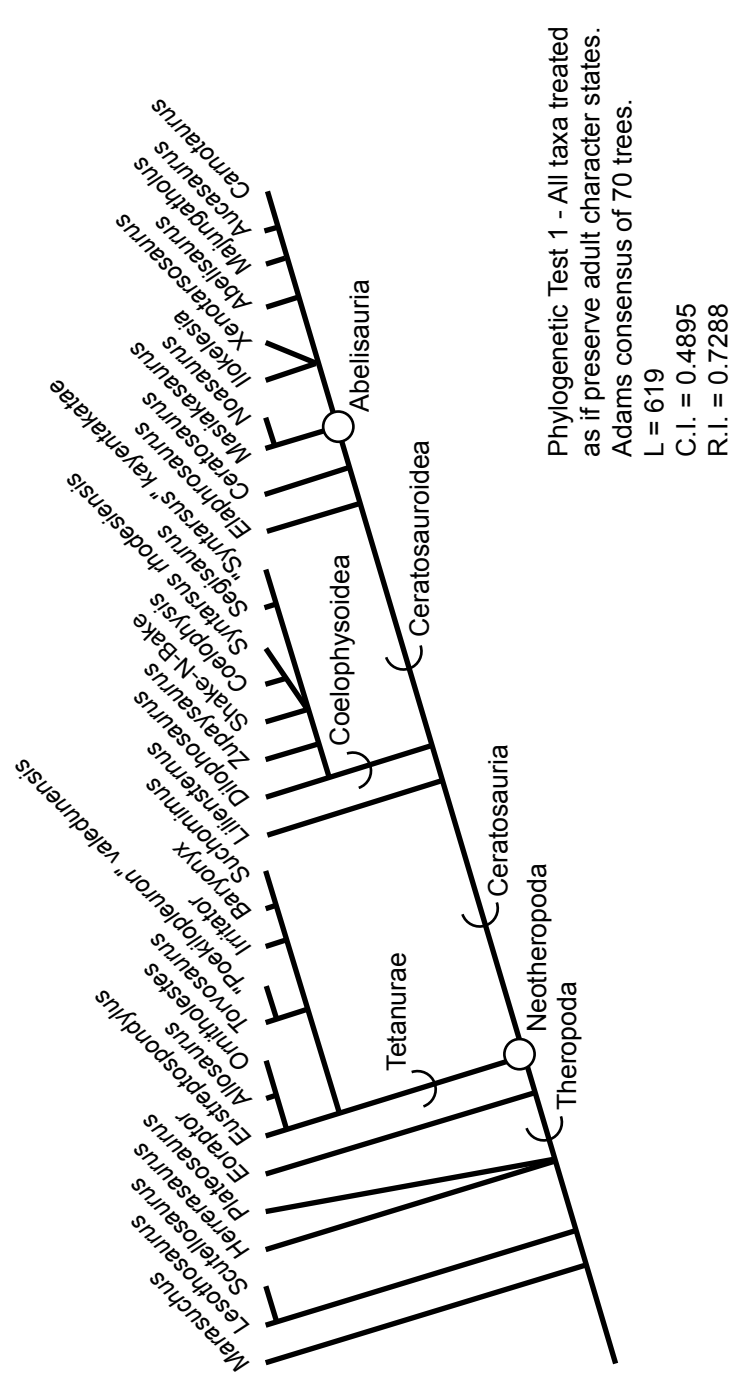 Marasuchus
Lesothosaurus
Scutellosaurus
Herrerasaurus
Plateosaurus
Eoraptor
Eustreptospondylus
Allosaurus
Ornitholestes
Torvosaurus
"Poekilopleuron" valedunensis
Irritator
Baryonyx
Suchomimus
Liliensternus
Dilophosaurus
Zupaysaurus
Shake-N-Bake
Coelophysis
Syntarsus rhodesiensis
Segisaurus
"Syntarsus" kayentakatae
Elaphrosaurus
Ceratosaurus
Masiakasaurus
Noasaurus
Ilokelesia
Xenotarsosaurus
Abelisaurus
Majungatholus
Aucasaurus
Carnotaurus
Tetanurae
Coelophysoidea
Abelisauria
Ceratosauroidea
Ceratosauria
Neotheropoda
Theropoda
Phylogenetic Test 1 - All taxa treated
as if preserve adult character states.
Adams consensus of 70 trees.
L = 619
C.I. = 0.4895
R.I. = 0.7288